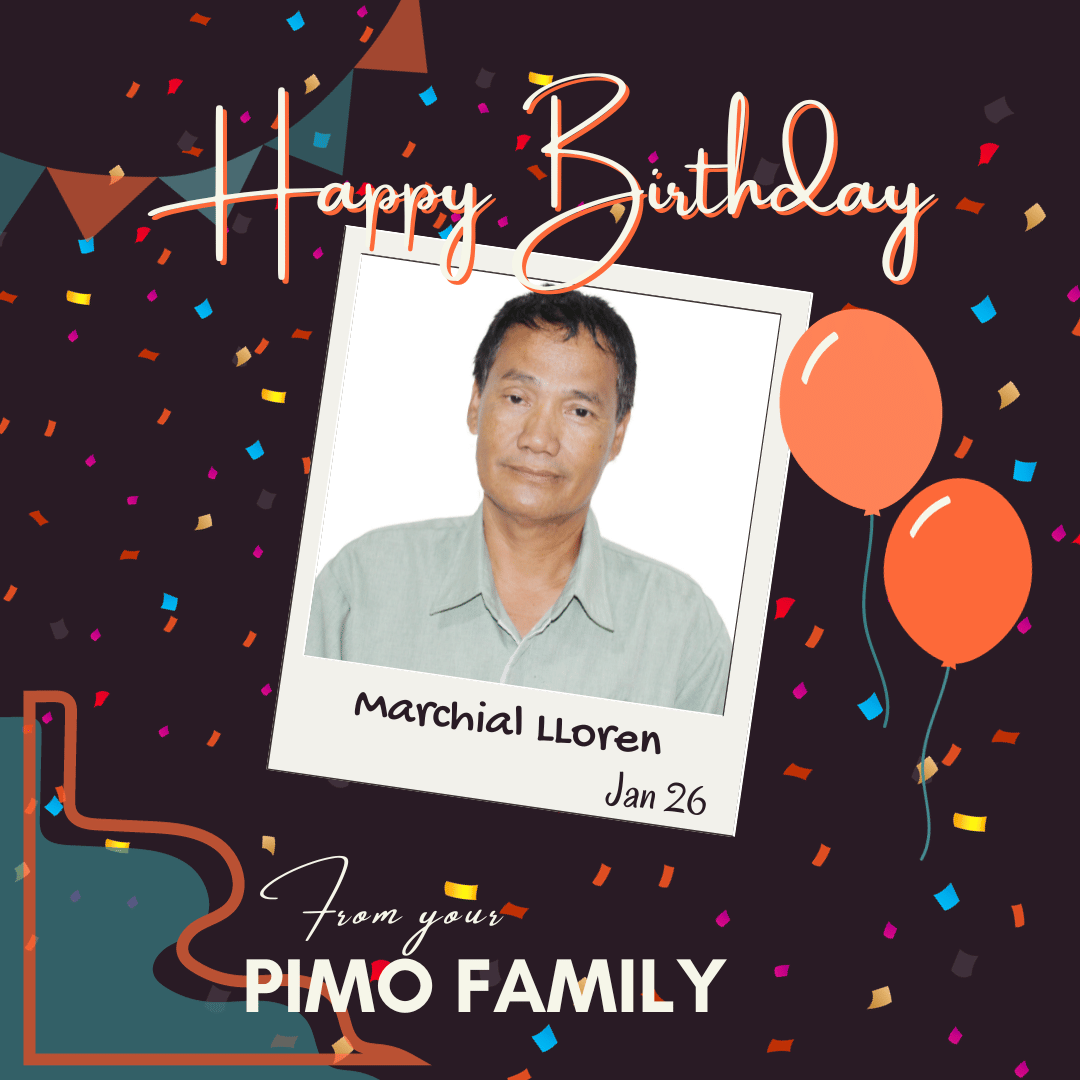 Happy Birthday
Marchial LLoren
Jan 26
From your
PIMO FAMILY